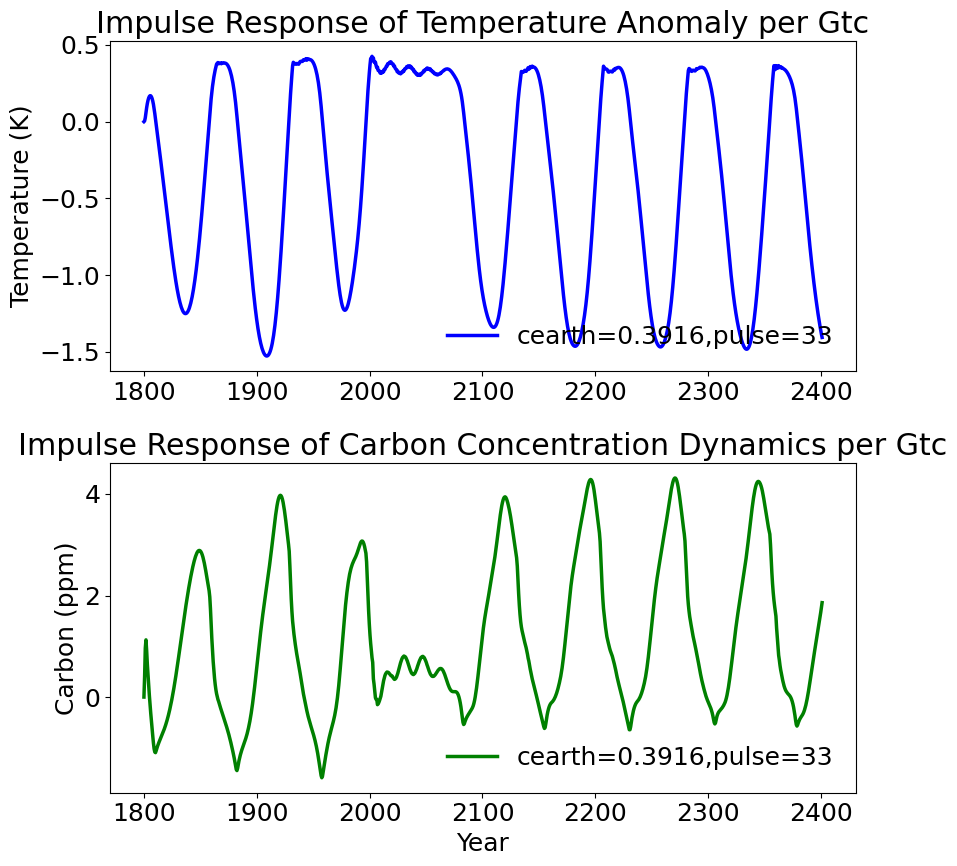 Impulse Response of Temperature Anomaly per Gtc
0.5
0.0
−0.5
−1.0
−1.5
Temperature (K)
cearth=0.3916,pulse=33
1800 1900 2000 2100 2200 2300 2400
Impulse Response of Carbon Concentration Dynamics per Gtc
4
2
0
Carbon (ppm)
cearth=0.3916,pulse=33
1800 1900 2000 2100 2200 2300 2400
Year